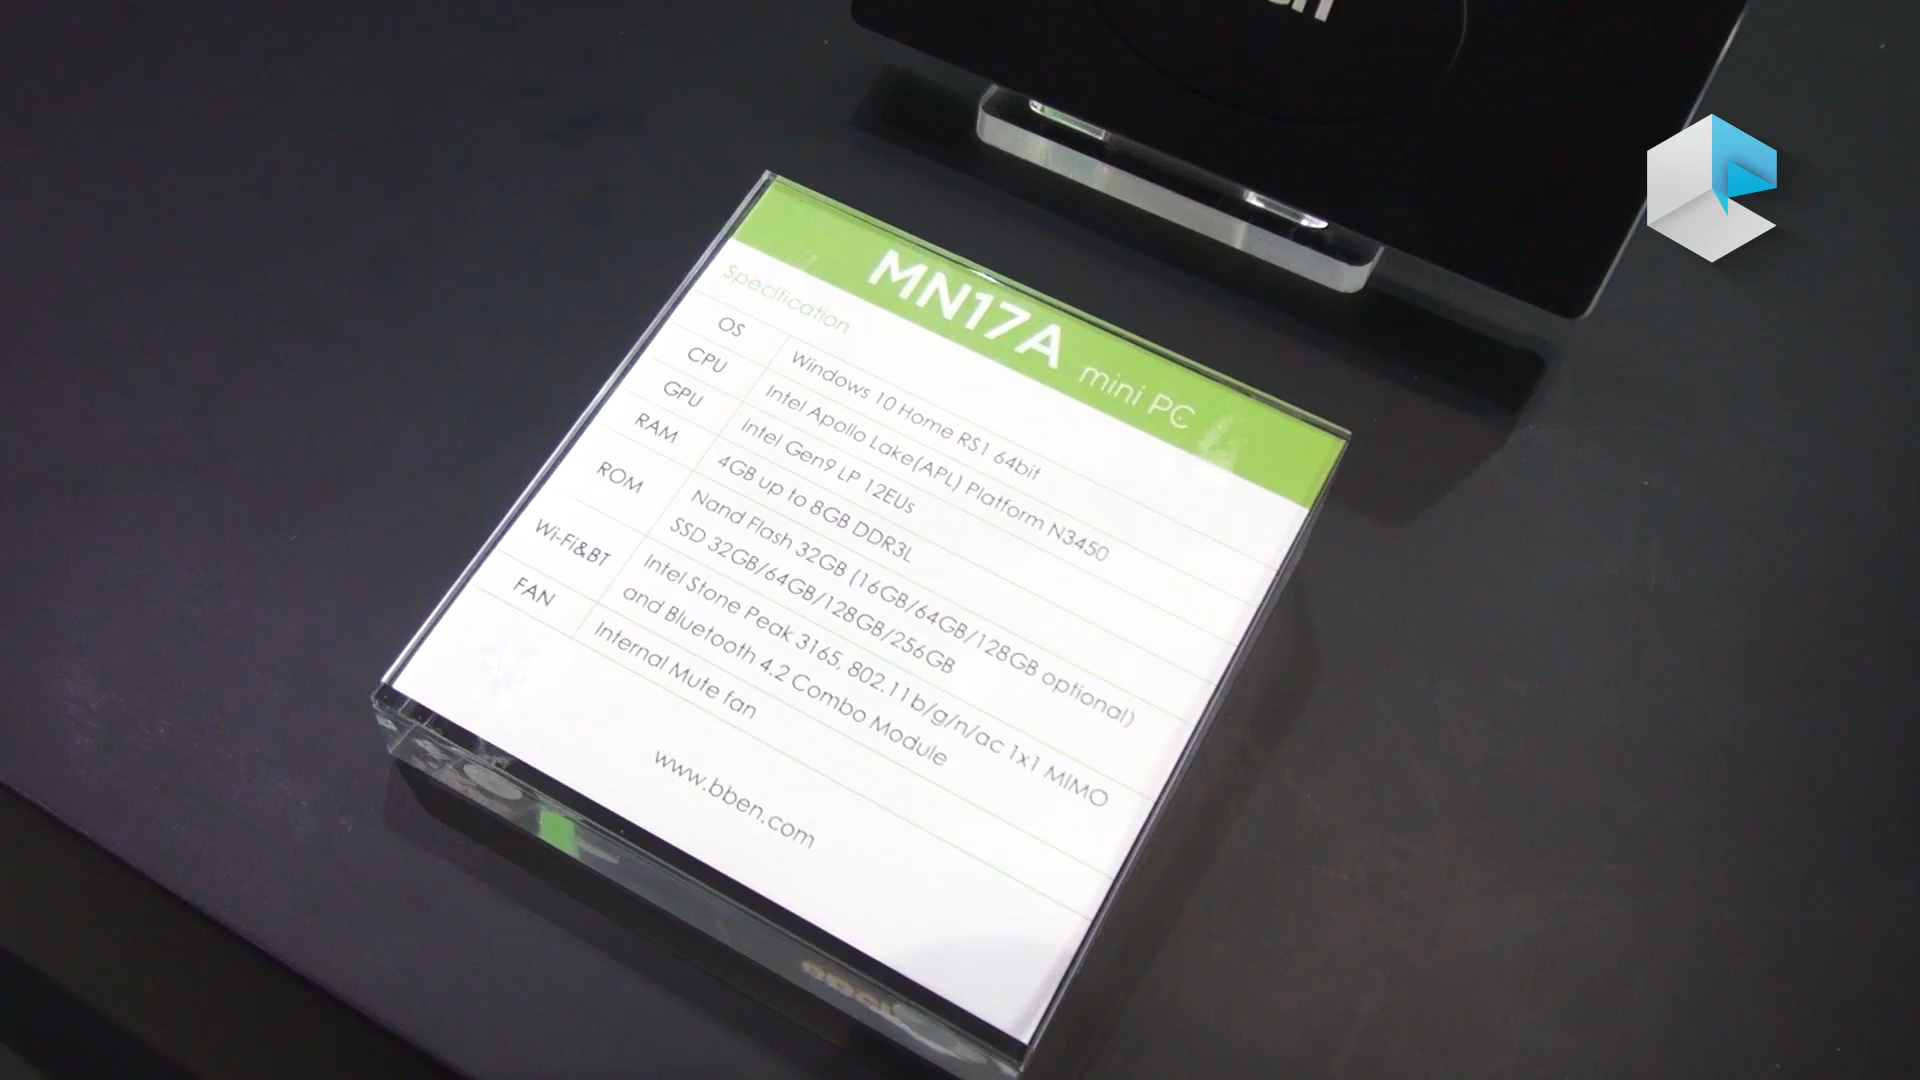 MN17A mini PC
Specification
OS Windows 10 Home RS1 64bit
CPU Intel Apollo Lake(APL) Platform N3450
GPU Intel Gen9 LP 12EUs
RAM 4GB up to 8GB DDR3L
ROM Nand Flash 32GB (16GB/64GB/128GB optional)
SSD 32GB/64GB/128GB/256GB
Wi-Fi&BT Intel Stone Peak 3165, 802.11b/g/n/ac 1x1 MIMO
and Bluetooth 4.2 Combo Module
FAN Internal Mute fan
www.bben.com